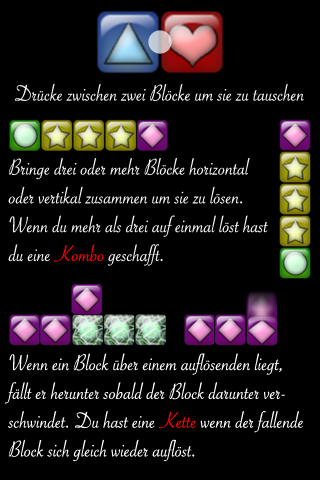 Drücke zwischen zwei Blöcke um sie zu tauschen
Bringe drei oder mehr Blöcke horizontal
oder vertikal zusammen um sie zu lösen.
Wenn du mehr als drei auf einmal löst hast
du eine Kombo geschafft.
Wenn ein Block über einem auflösenden liegt,
fällt er herunter sobald der Block darunter ver-
schwindet. Du hast eine Kette wenn der fallende
Block sich gleich wieder auflöst.